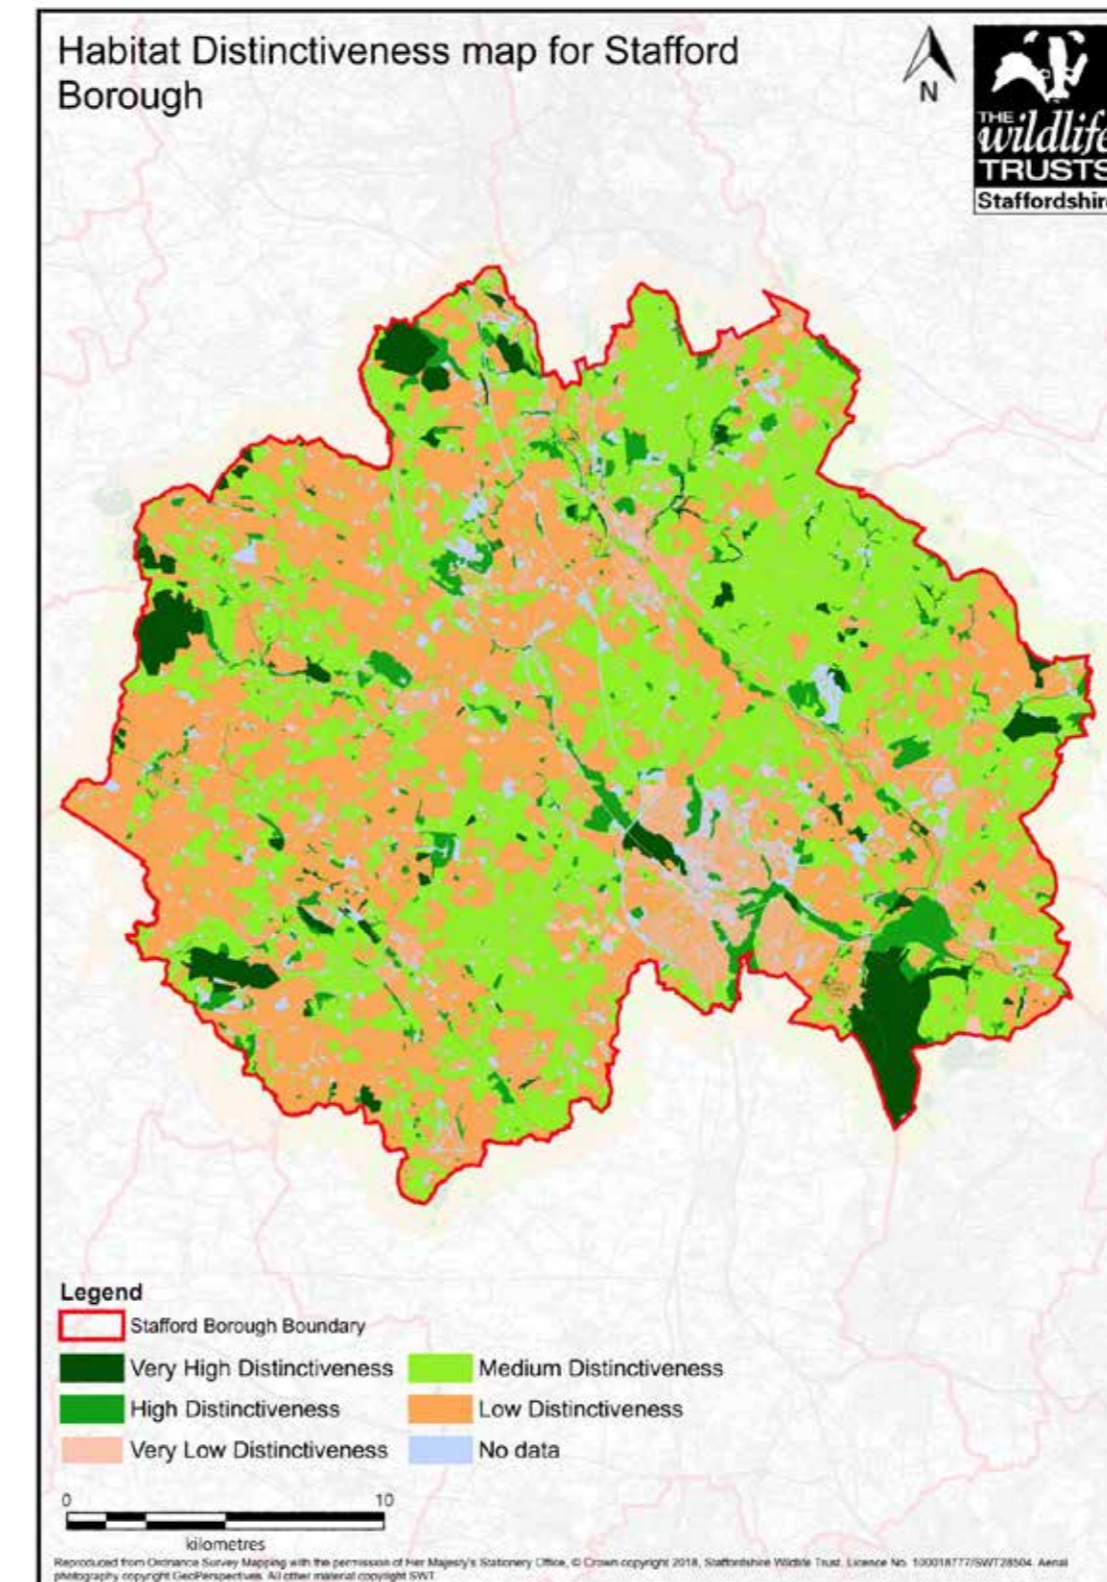 Habitat Distinctiveness map for Stafford
Borough
N
THE
wildlife
TRUSTS
Staffordshire
Legend
Stafford Borough Boundary
Very High Distinctiveness
Medium Distinctiveness
High Distinctiveness
Low Distinctiveness
Very Low Distinctiveness
No data
0 10
kilometres
Reproduced from Ordnance Survey Mapping with the permission of Her Majesty's Stationery Office, © Crown copyright 2018, Staffordshire Wildlife Trust. Licence No. 100018777/SWT28504. Aerial
photography copyright GeoPerspectives. All other material copyright SWT